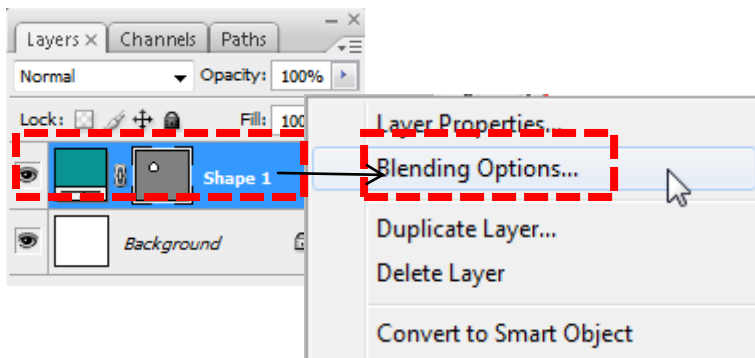 Layers × Channels Paths
Normal Opacity: 100%
Lock: Fill: 100
Layer Properties...
Shape 1
Blending Options...
Background
Duplicate Layer...
Delete Layer
Convert to Smart Object